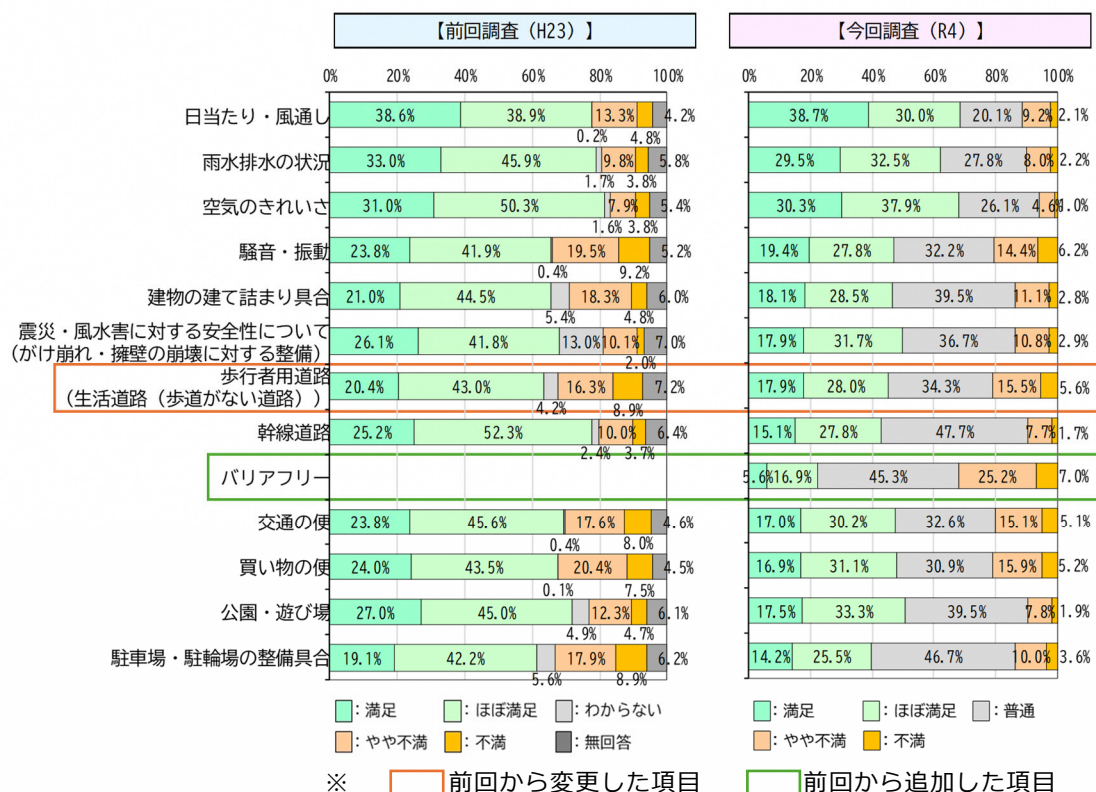 【前回調査（H23）】
【今回調査（R4）】
0% 20% 40% 60% 80% 100%
0% 20% 40% 60% 80% 100%
日当たり・風通し 38.6% 38.9% 0.2% 13.3% 4.8% 4.2% 38.7% 30.0% 20.1% 9.2% 2.1%
雨水排水の状況 33.0% 45.9% 1.7% 9.8% 3.8% 5.8% 29.5% 32.5% 27.8% 8.0% 2.2%
空気のきれいさ 31.0% 50.3% 1.6% 7.9% 3.8% 5.4% 30.3% 37.9% 26.1% 4.6% 1.0%
騒音・振動 23.8% 41.9% 0.4% 19.5% 9.2% 5.2% 19.4% 27.8% 32.2% 14.4% 6.2%
建物の建て詰まり具合 21.0% 44.5% 5.4% 18.3% 4.8% 6.0% 18.1% 28.5% 39.5% 11.1% 2.8%
震災・風水害に対する安全性について
（がけ崩れ・擁壁の崩壊に対する整備） 26.1% 41.8% 13.0% 10.1% 2.0% 7.0% 17.9% 31.7% 36.7% 10.8% 2.9%
歩行者用道路
（生活道路（歩道がない道路）） 20.4% 43.0% 4.2% 16.3% 8.9% 7.2% 17.9% 28.0% 34.3% 15.5% 5.6%
幹線道路 25.2% 52.3% 2.4% 10.0% 3.7% 6.4% 15.1% 27.8% 47.7% 7.7% 1.7%
バリアフリー 5.6% 16.9% 45.3% 25.2% 7.0%
交通の便 23.8% 45.6% 0.4% 17.6% 8.0% 4.6% 17.0% 30.2% 32.6% 15.1% 5.1%
買い物の便 24.0% 43.5% 0.1% 20.4% 7.5% 4.5% 16.9% 31.1% 30.9% 15.9% 5.2%
公園・遊び場 27.0% 45.0% 4.9% 12.3% 4.7% 6.1% 17.5% 33.3% 39.5% 7.8% 1.9%
駐車場・駐輪場の整備具合 19.1% 42.2% 5.6% 17.9% 8.9% 6.2% 14.2% 25.5% 46.7% 10.0% 3.6%
：満足 ：ほぼ満足 ：わからない
：やや不満 ：不満 ：無回答
：満足 ：ほぼ満足 ：普通
：やや不満 ：不満
※ 前回から変更した項目 前回から追加した項目